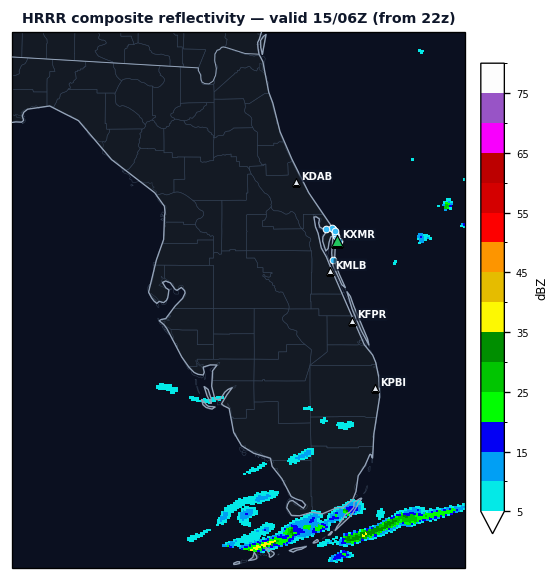 HRRR composite reflectivity — valid 15/06Z (from 22z)
KDAB
KXMR
KMLB
KFPR
KPBI
75
65
55
45
35
25
15
5
dBZ